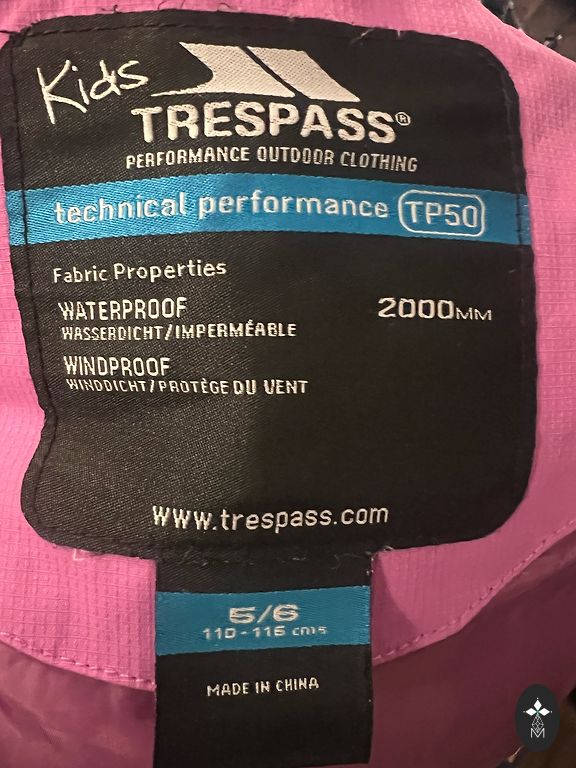 Kids
TRESPASS®
PERFORMANCE OUTDOOR CLOTHING
technical performance TP50
Fabric Properties
WATERPROOF 2000MM
WASSERDICHT/IMPERMÉABLE
WINDPROOF
WINDDICHT/PROTÈGE DU VENT
www.trespass.com
5/6
110-116 cms
MADE IN CHINA
M